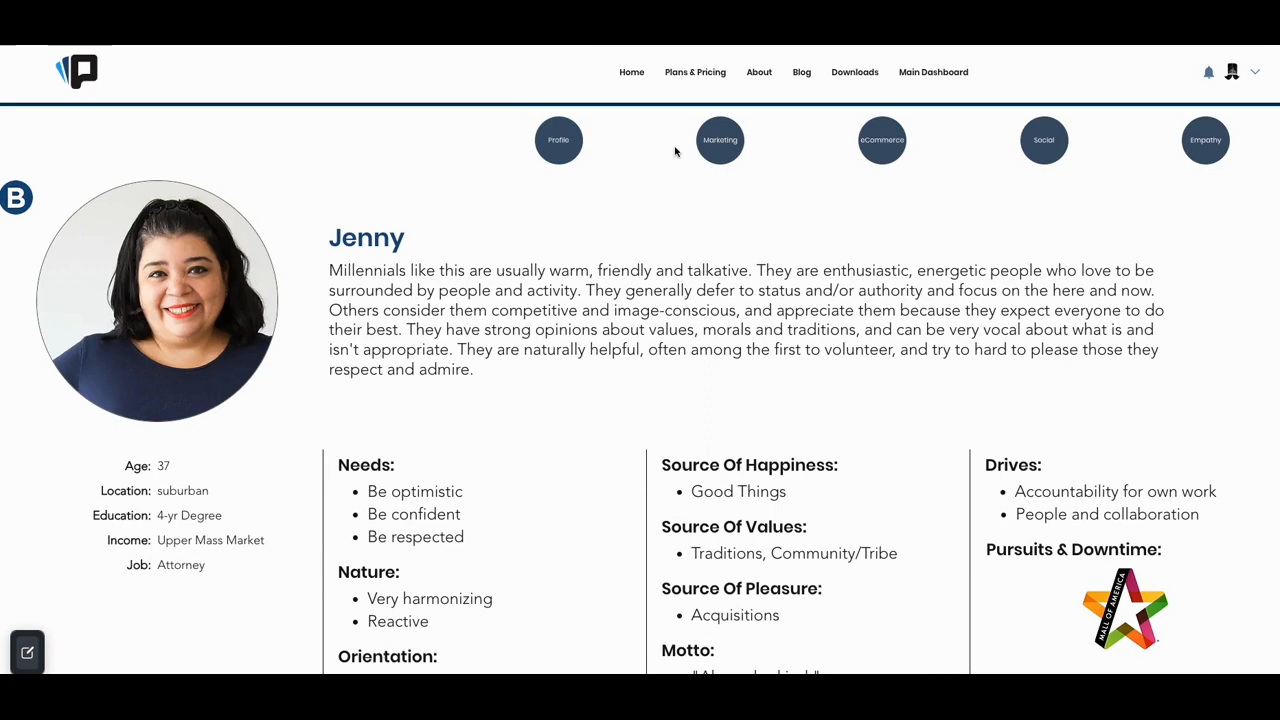 Home Plans & Pricing About Blog Downloads Main Dashboard
Profile Marketing eCommerce Social Empathy
B
Jenny
Millennials like this are usually warm, friendly and talkative. They are enthusiastic, energetic people who love to be
surrounded by people and activity. They generally defer to status and/or authority and focus on the here and now.
Others consider them competitive and image-conscious, and appreciate them because they expect everyone to do
their best. They have strong opinions about values, morals and traditions, and can be very vocal about what is and
isn't appropriate. They are naturally helpful, often among the first to volunteer, and try to hard to please those they
respect and admire.
Age: 37
Location: suburban
Education: 4-yr Degree
Income: Upper Mass Market
Job: Attorney
Needs:
• Be optimistic
• Be confident
• Be respected
Nature:
• Very harmonizing
• Reactive
Orientation:
Source Of Happiness:
• Good Things
Source Of Values:
• Traditions, Community/Tribe
Source Of Pleasure:
• Acquisitions
Motto:
Drives:
• Accountability for own work
• People and collaboration
Pursuits & Downtime:
MALL OF AMERICA